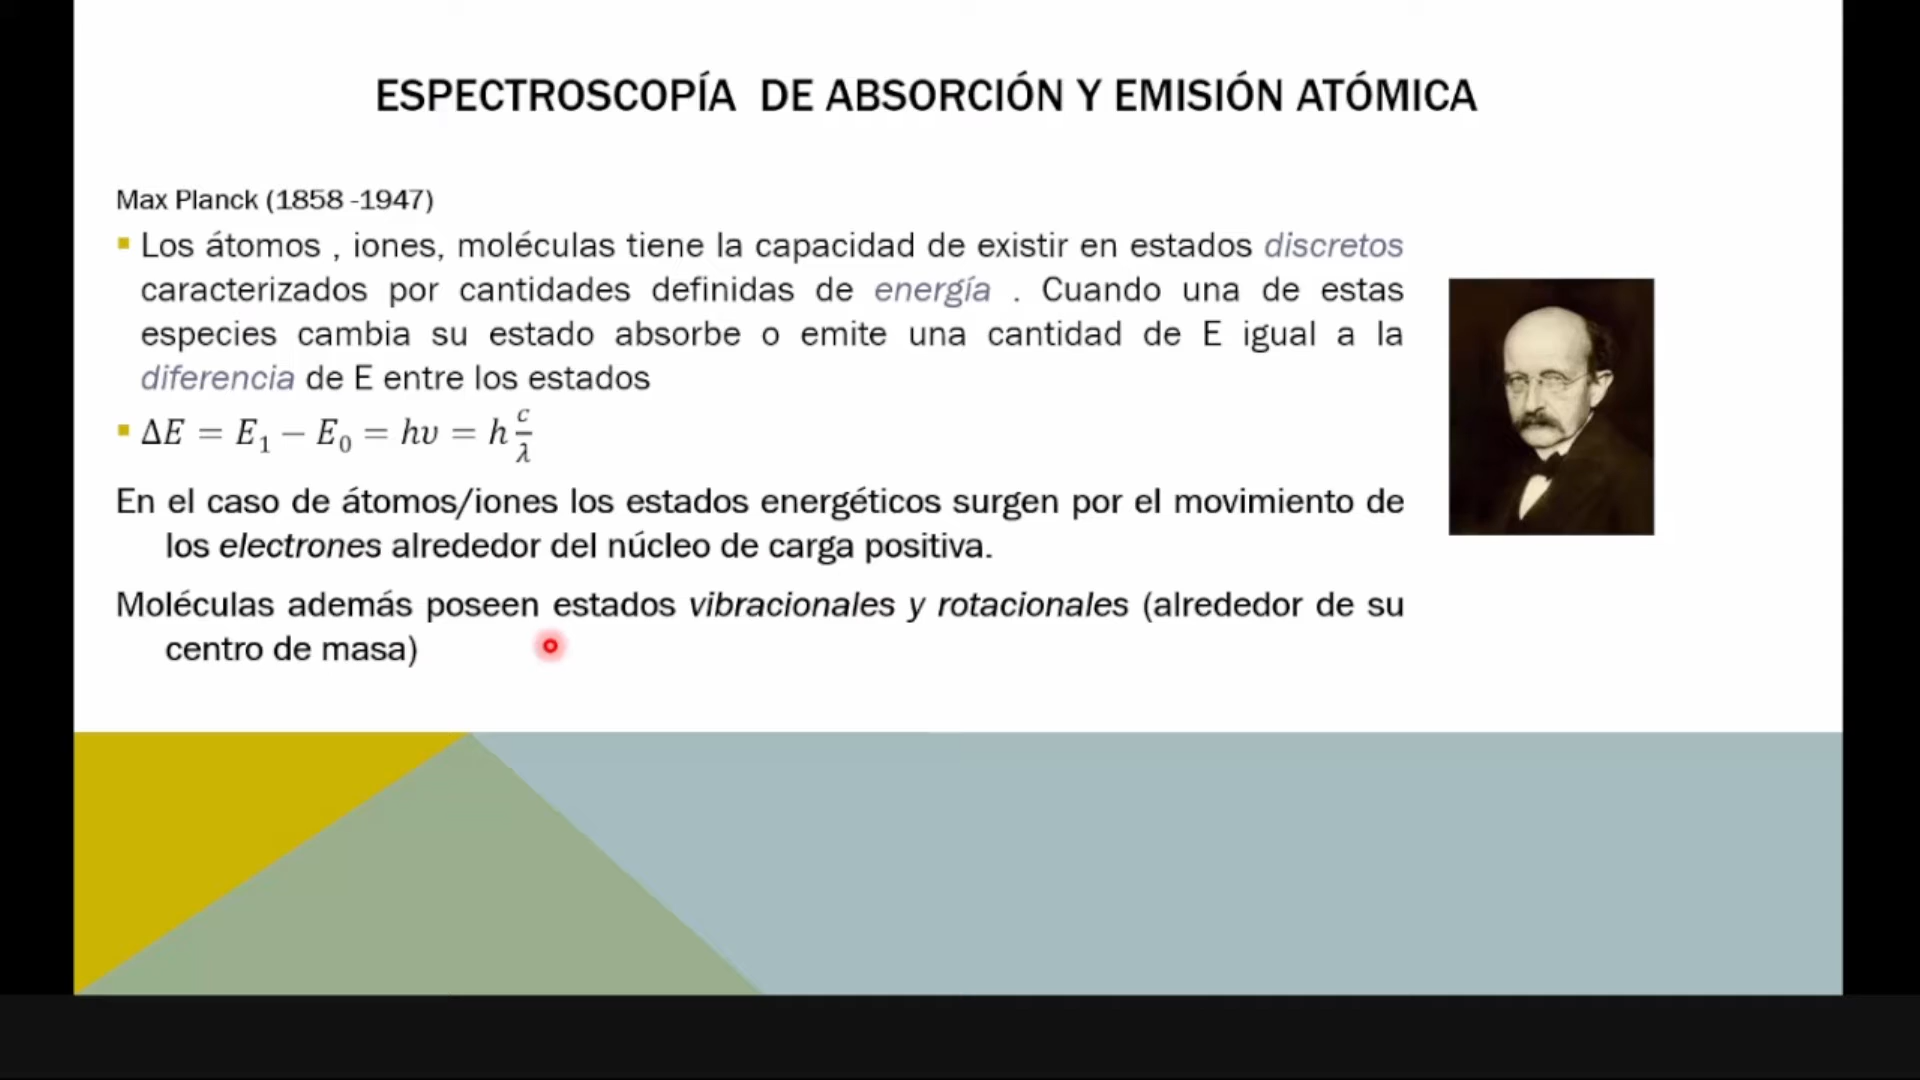 ESPECTROSCOPÍA DE ABSORCIÓN Y EMISIÓN ATÓMICA
Max Planck (1858 -1947)
▪ Los átomos , iones, moléculas tiene la capacidad de existir en estados discretos
caracterizados por cantidades definidas de energía . Cuando una de estas
especies cambia su estado absorbe o emite una cantidad de E igual a la
diferencia de E entre los estados
▪ ΔE = E₁ − E₀ = hυ = h c/λ
En el caso de átomos/iones los estados energéticos surgen por el movimiento de
los electrones alrededor del núcleo de carga positiva.
Moléculas además poseen estados vibracionales y rotacionales (alrededor de su
centro de masa)